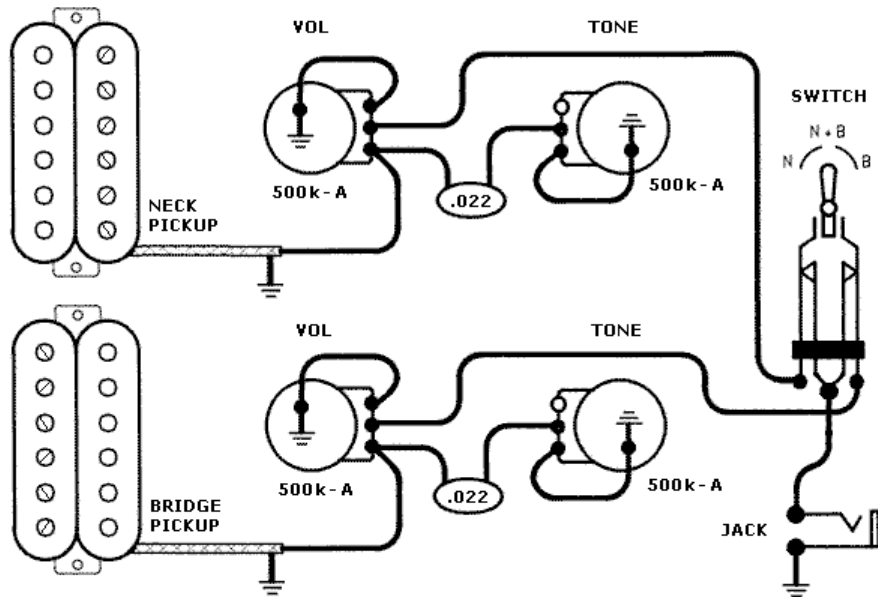 VOL
TONE
SWITCH
N + B
N
B
500k-A
.022
500k-A
NECK
PICKUP
VOL
TONE
500k-A
.022
500k-A
BRIDGE
PICKUP
JACK